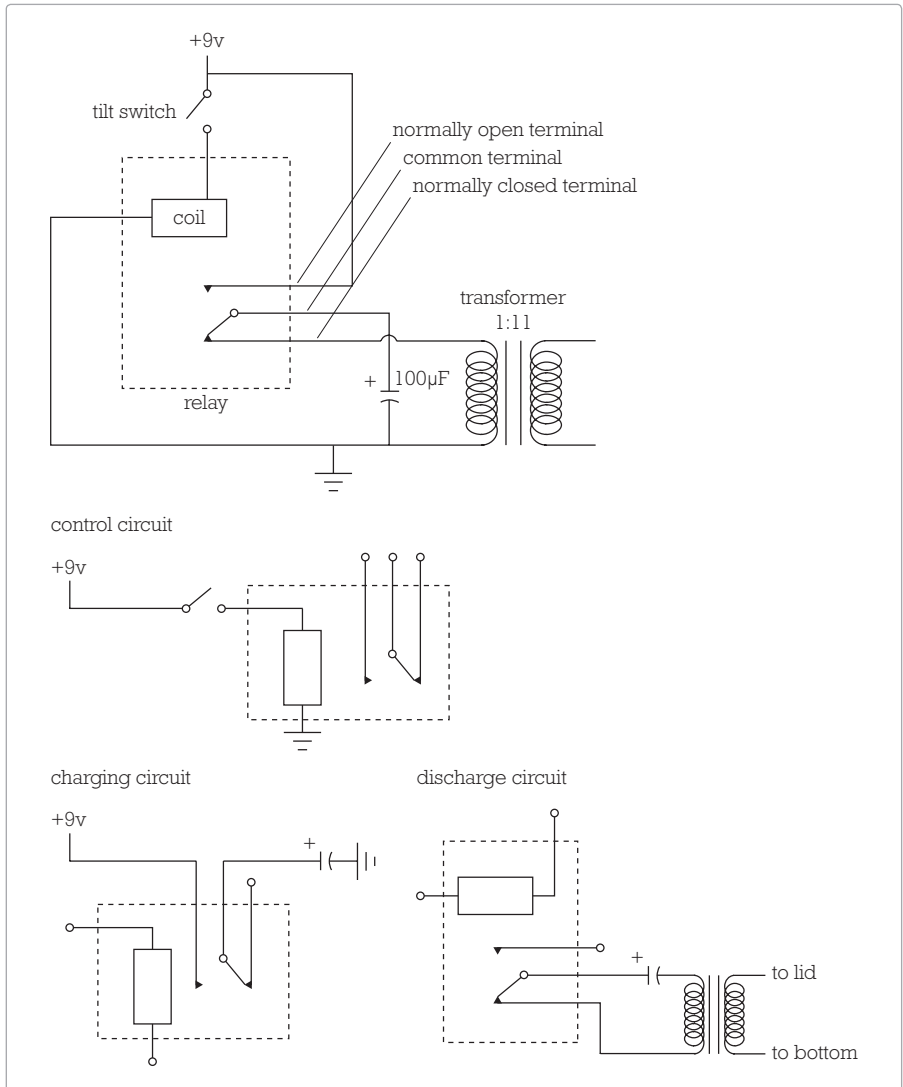 +9v
tilt switch
normally open terminal
common terminal
normally closed terminal
coil
transformer
1:11
+ 100µF
relay
control circuit
+9v
charging circuit
discharge circuit
+9v
+
+
to lid
to bottom